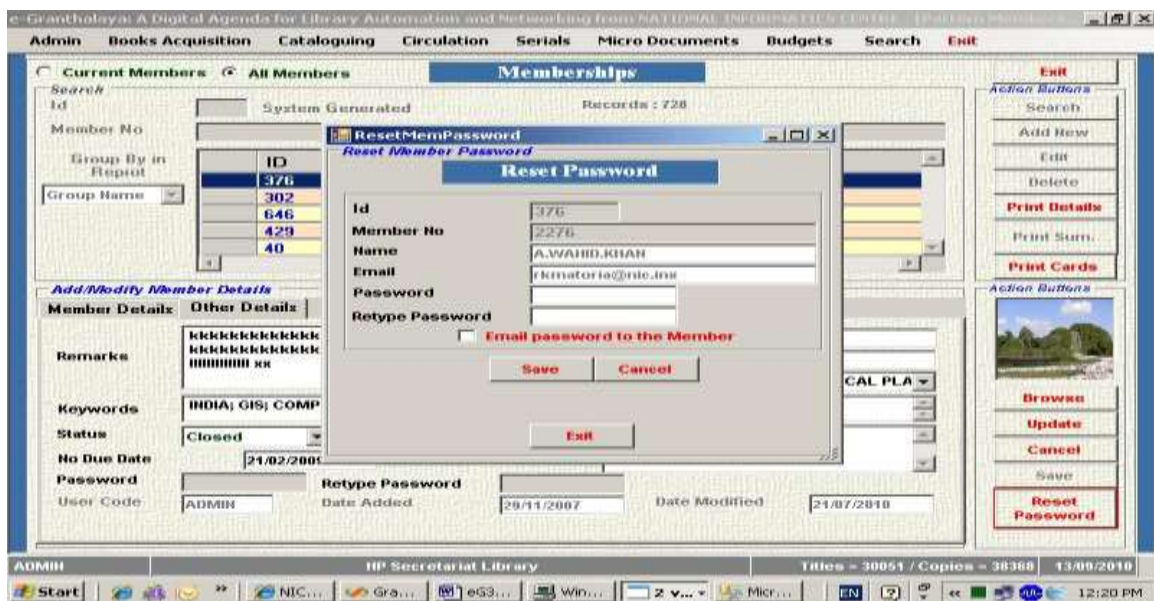 e-Granthalaya: A Digital Agenda for Library Automation and Networking from NATIONAL INFORMATICS CENTER
Admin Books Acquisition Cataloguing Circulation Serials Micro Documents Budgets Search Exit
Current Members All Members Memberships Exit
Search Action Buttons
Id System Generated Records : 728 Search
Member No Add New
Group By in Reprot
Group Name
ID
376
302
646
429
40
Edit
Delete
Print Details
Print Sum.
Print Cards
ResetMemPassword
Reset Member Password
Reset Password
Id 376
Member No 2276
Name A.WAHID.KHAN
Email rkmatoria@nic.inx
Password
Retype Password
Email password to the Member
Save Cancel
Exit
Add/Modify Member Details
Member Details Other Details
Remarks
Keywords INDIA; GIS; COMP
CAL PLA
Status Closed
No Due Date 21/02/2009
Password Retype Password
User Code ADMIN Date Added 29/11/2007 Date Modified 21/07/2010
Action Buttons
Browse
Update
Cancel
Save
Reset Password
ADMIN HP Secretariat Library Titles = 30051 / Copies = 38368 13/09/2010
Start NIC... Gra... eG3... Win... 2 v... Micr... EN 12:20 PM